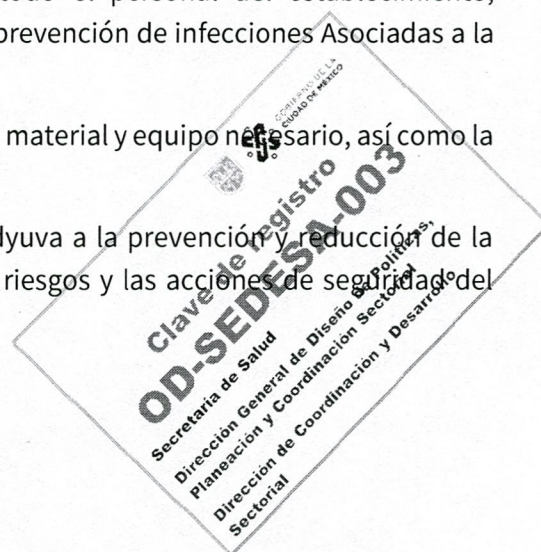 todo el personal del establecimiento,
prevención de infecciones Asociadas a la
material y equipo necesario, así como la
dyuva a la prevención y reducción de la
riesgos y las acciones de seguridad del
GOBIERNO DE LA
CIUDAD DE MÉXICO
Clave de registro
OD-SEDESA-003
Secretaría de Salud
Dirección General de Diseño de Políticas,
Planeación y Coordinación Sectorial
Dirección de Coordinación y Desarrollo
Sectorial